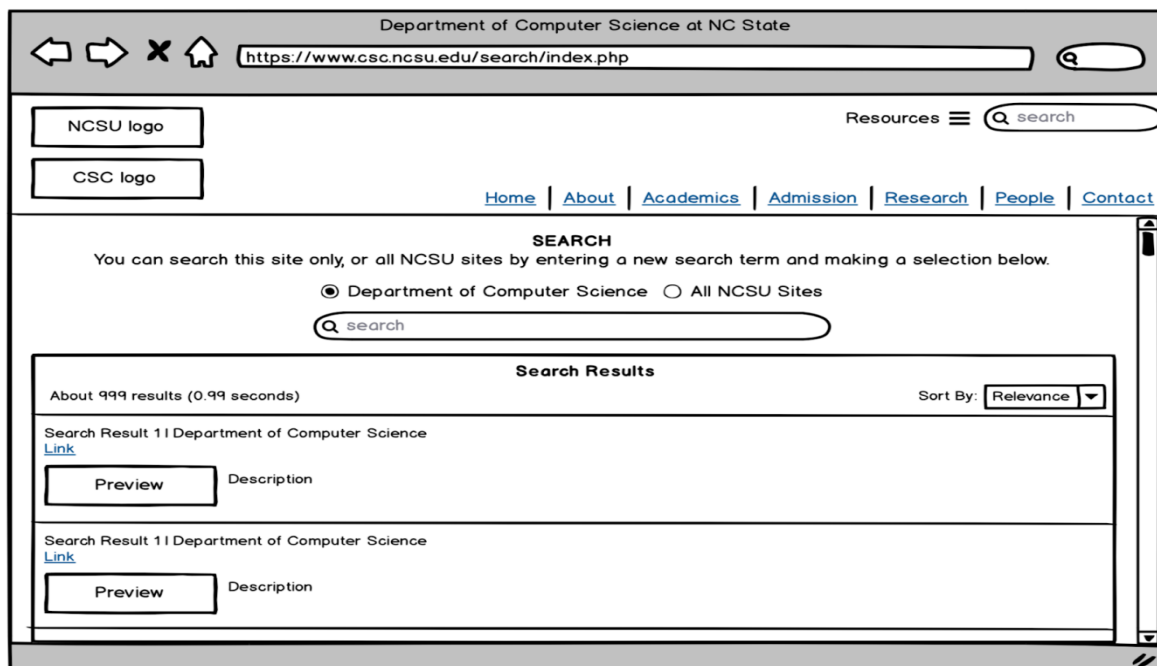 Department of Computer Science at NC State
https://www.csc.ncsu.edu/search/index.php
NCSU logo
Resources
search
CSC logo
Home About Academics Admission Research People Contact
SEARCH
You can search this site only, or all NCSU sites by entering a new search term and making a selection below.
Department of Computer Science All NCSU Sites
search
Search Results
About 999 results (0.99 seconds)
Sort By: Relevance
Search Result 1 | Department of Computer Science
Link
Preview
Description
Search Result 1 | Department of Computer Science
Link
Preview
Description